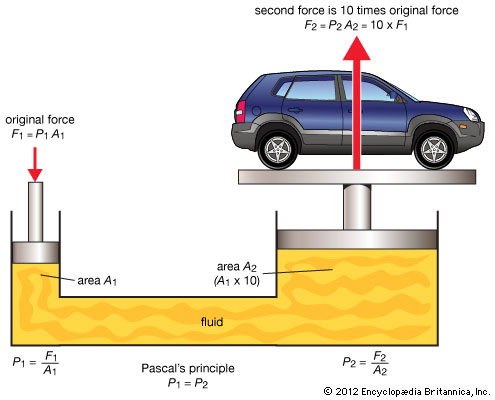 second force is 10 times original force
F₂ = P₂ A₂ = 10 x F₁
original force
F₁ = P₁ A₁
area A₁
area A₂
(A₁ x 10)
fluid
P₁ = F₁/A₁
Pascal's principle
P₁ = P₂
P₂ = F₂/A₂
© 2012 Encyclopædia Britannica, Inc.